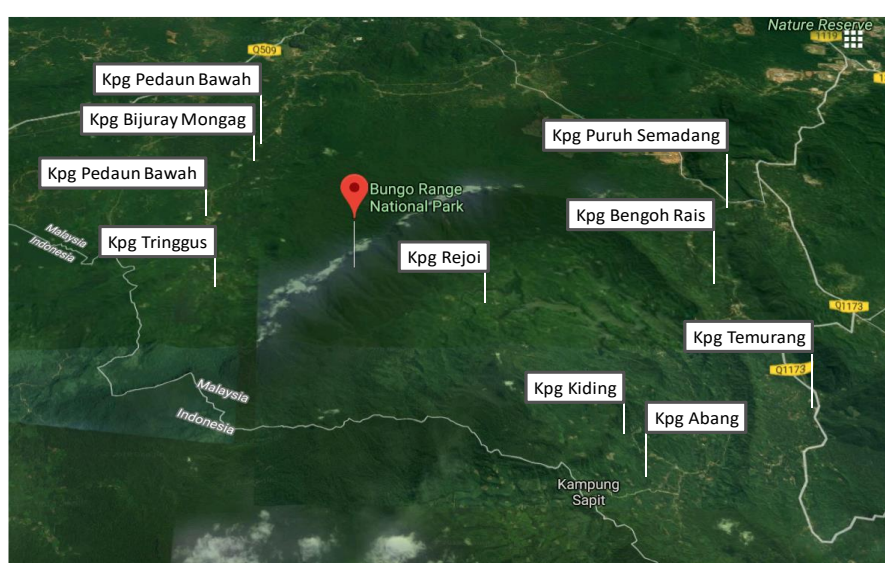 Nature Reserve
1119
Q509
1
Kpg Pedaun Bawah
Kpg Bijuray Mongag
Kpg Puruh Semadang
Kpg Pedaun Bawah
Bungo Range
National Park
Kpg Bengoh Rais
Malaysia
Indonesia
Kpg Tringgus
Kpg Rejoi
Q1173
Kpg Temurang
Q1173
Malaysia
Indonesia
Kpg Kiding
Kpg Abang
Kampung
Sapit